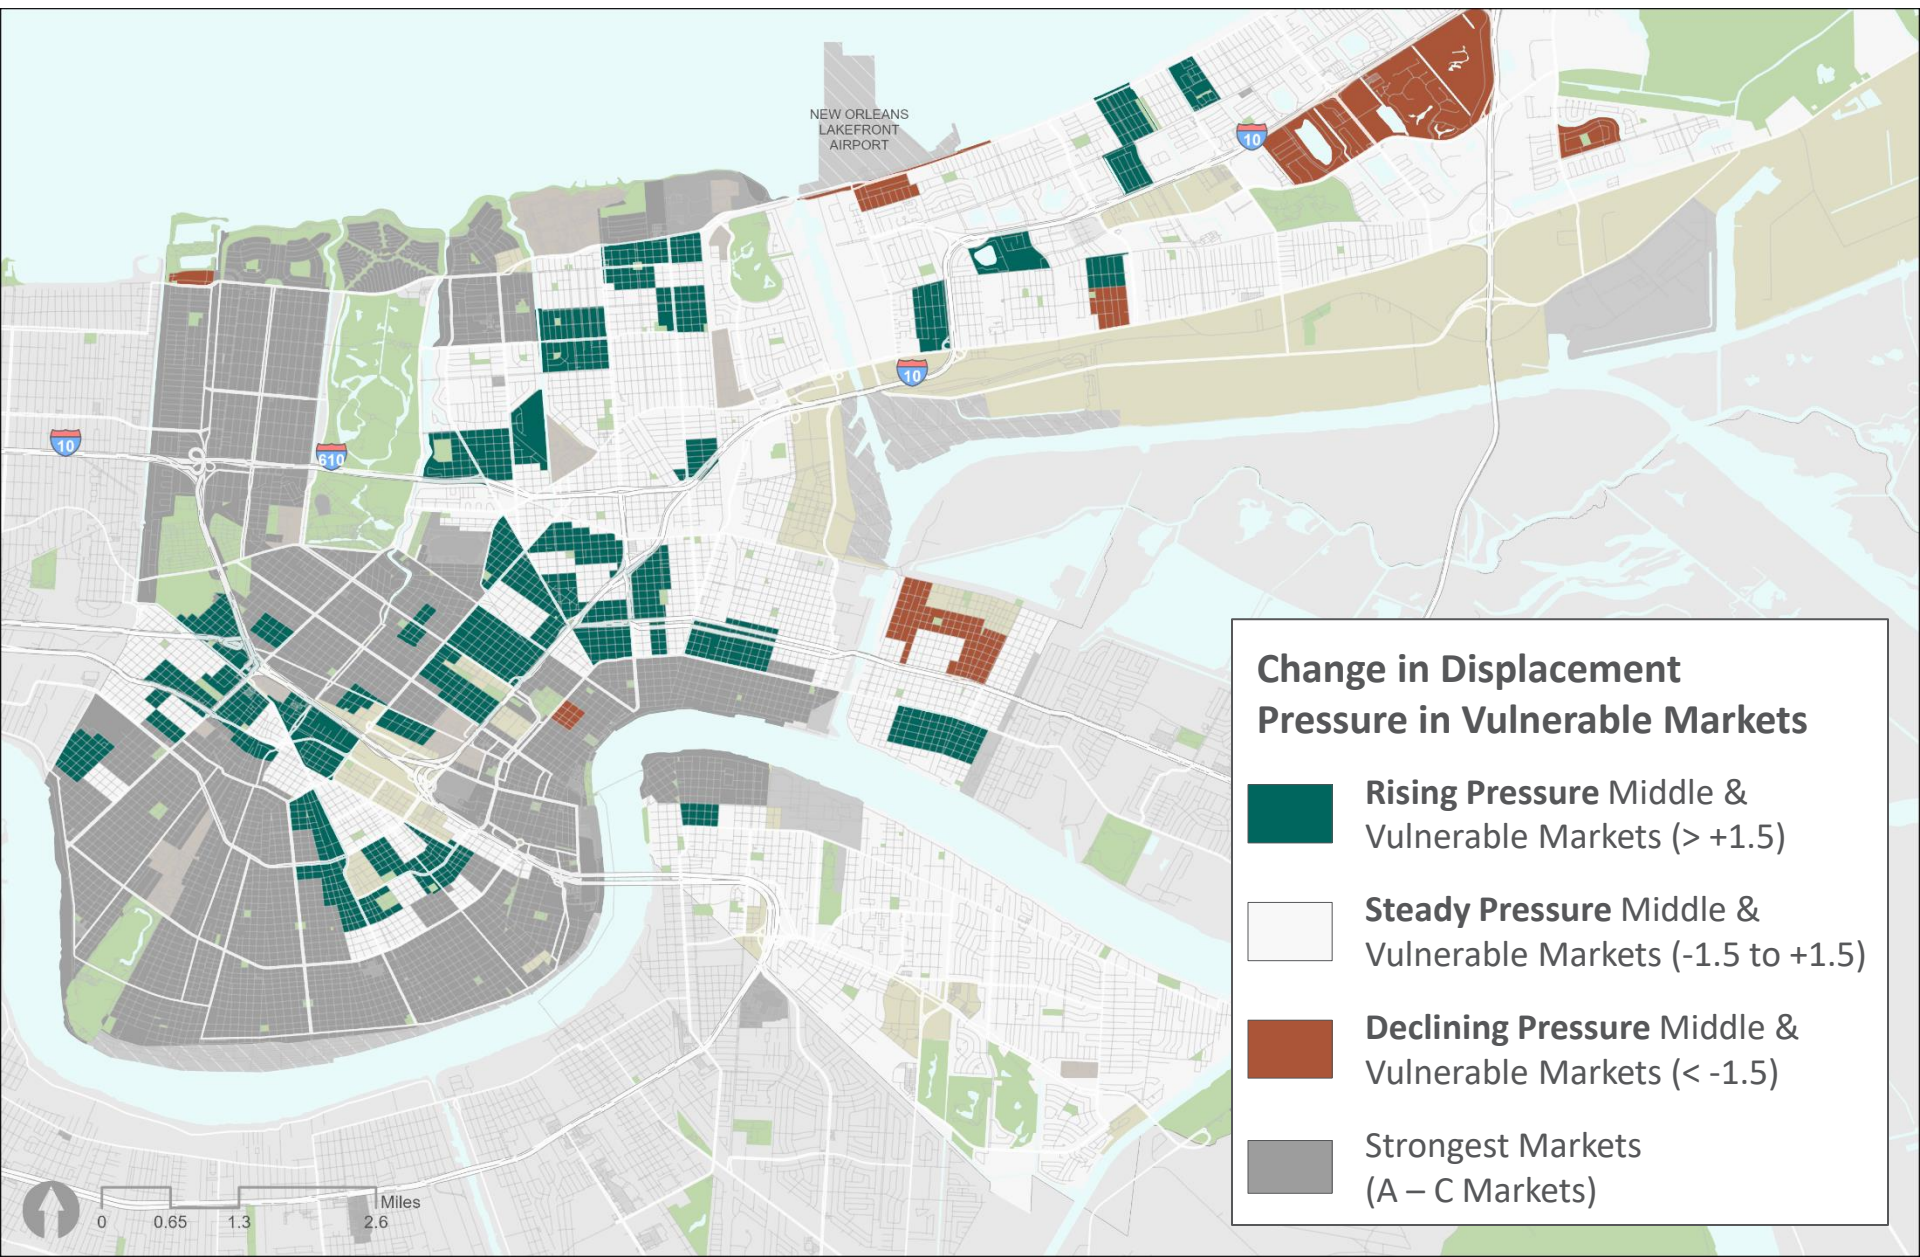 NEW ORLEANS
LAKEFRONT
AIRPORT
10
10
10
610
Change in Displacement
Pressure in Vulnerable Markets
Rising Pressure Middle &
Vulnerable Markets (> +1.5)
Steady Pressure Middle &
Vulnerable Markets (-1.5 to +1.5)
Declining Pressure Middle &
Vulnerable Markets (< -1.5)
Strongest Markets
(A – C Markets)
Miles
0 0.65 1.3 2.6